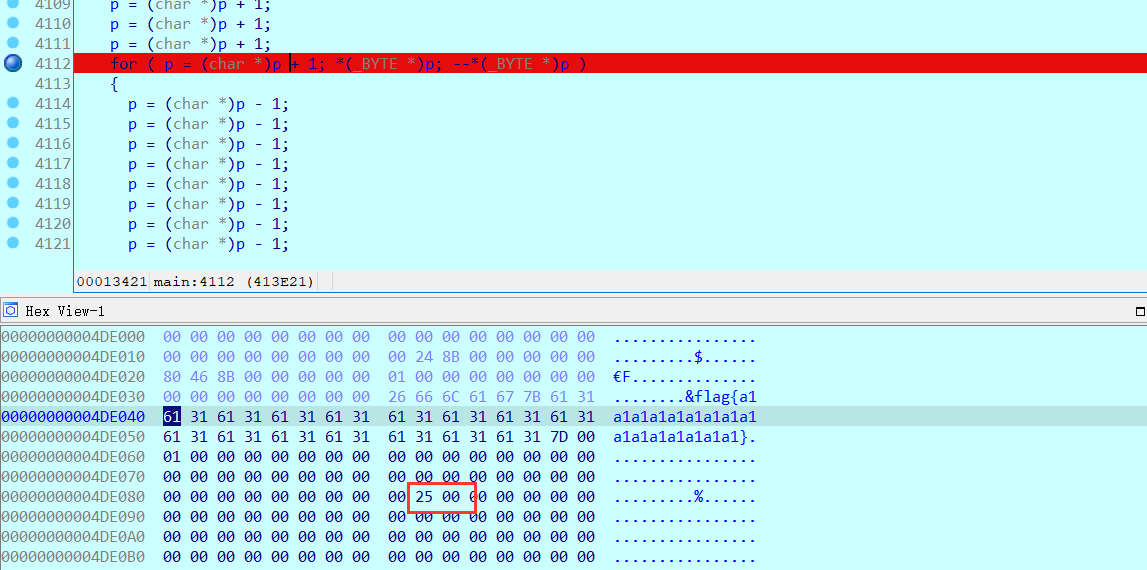 4109 p = (char *)p + 1;
4110 p = (char *)p + 1;
4111 p = (char *)p + 1;
4112 for ( p = (char *)p + 1; *(_BYTE *)p; --*(_BYTE *)p )
4113 {
4114 p = (char *)p - 1;
4115 p = (char *)p - 1;
4116 p = (char *)p - 1;
4117 p = (char *)p - 1;
4118 p = (char *)p - 1;
4119 p = (char *)p - 1;
4120 p = (char *)p - 1;
4121 p = (char *)p - 1;
00013421 main:4112 (413E21)
Hex View-1
00000000004DE000 00 00 00 00 00 00 00 00 00 00 00 00 00 00 00 00 ................
00000000004DE010 00 00 00 00 00 00 00 00 00 00 24 8B 00 00 00 00 ..........$......
00000000004DE020 80 46 8B 00 00 00 00 00 01 00 00 00 00 00 00 00 €F..............
00000000004DE030 00 00 00 00 00 00 00 00 26 66 6C 61 67 7B 61 31 ........&flag{a1
00000000004DE040 61 31 61 31 61 31 61 31 61 31 61 31 61 31 61 31 a1a1a1a1a1a1a1a1
00000000004DE050 61 31 61 31 61 31 61 31 61 31 61 31 61 31 7D 00 a1a1a1a1a1a1a1}.
00000000004DE060 01 00 00 00 00 00 00 00 00 00 00 00 00 00 00 00 ................
00000000004DE070 00 00 00 00 00 00 00 00 00 00 00 00 00 00 00 00 ................
00000000004DE080 00 00 00 00 00 00 00 00 00 25 00 00 00 00 00 00 .........%......
00000000004DE090 00 00 00 00 00 00 00 00 00 00 00 00 00 00 00 00 ................
00000000004DE0A0 00 00 00 00 00 00 00 00 00 00 00 00 00 00 00 00 ................
00000000004DE0B0 00 00 00 00 00 00 00 00 00 00 00 00 00 00 00 00 ................